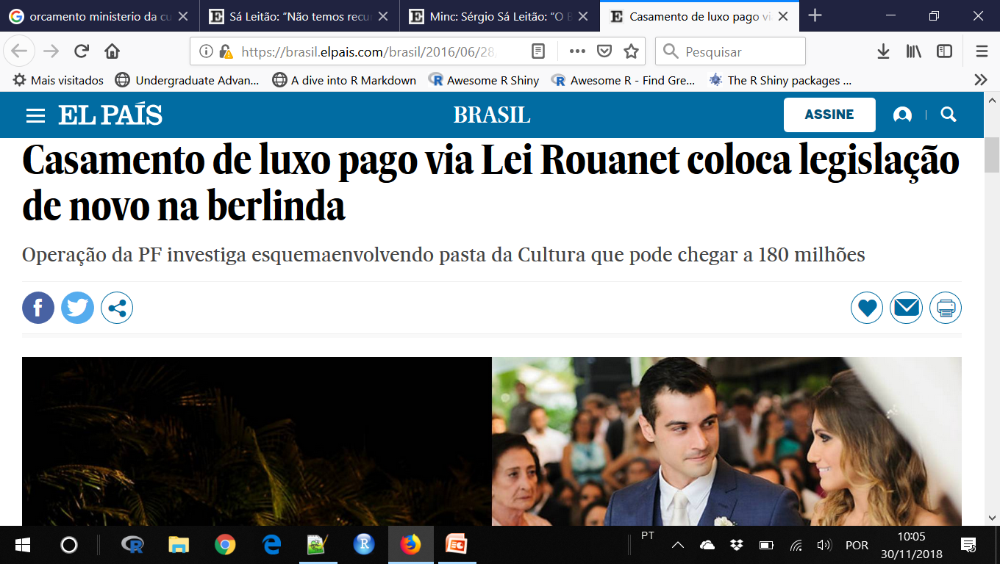 orcamento ministerio da cu
Sá Leitão: “Não temos recu
Minc: Sérgio Sá Leitão: “O B
Casamento de luxo pago vi
https://brasil.elpais.com/brasil/2016/06/28/
Pesquisar
Mais visitados
Undergraduate Advan...
A dive into R Markdown
Awesome R Shiny
Awesome R - Find Gre...
The R Shiny packages ...
EL PAÍS
BRASIL
ASSINE
Casamento de luxo pago via Lei Rouanet coloca legislação
de novo na berlinda
Operação da PF investiga esquemaenvolvendo pasta da Cultura que pode chegar a 180 milhões
PT
POR
10:05
30/11/2018